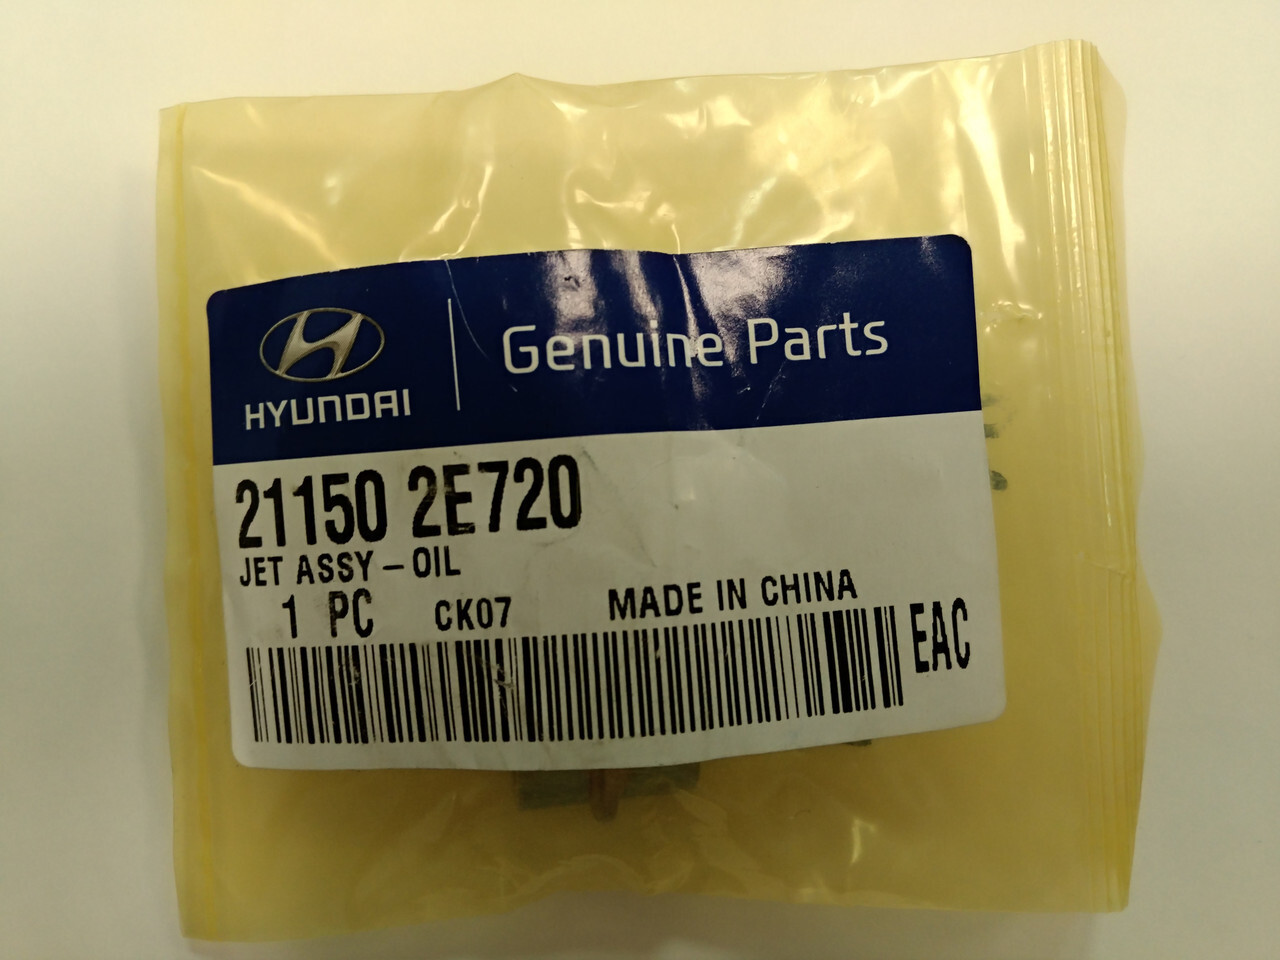 HYUNDAI
Genuine Parts
21150 2E720
JET ASSY – OIL
1 PC CK07 MADE IN CHINA
EAC